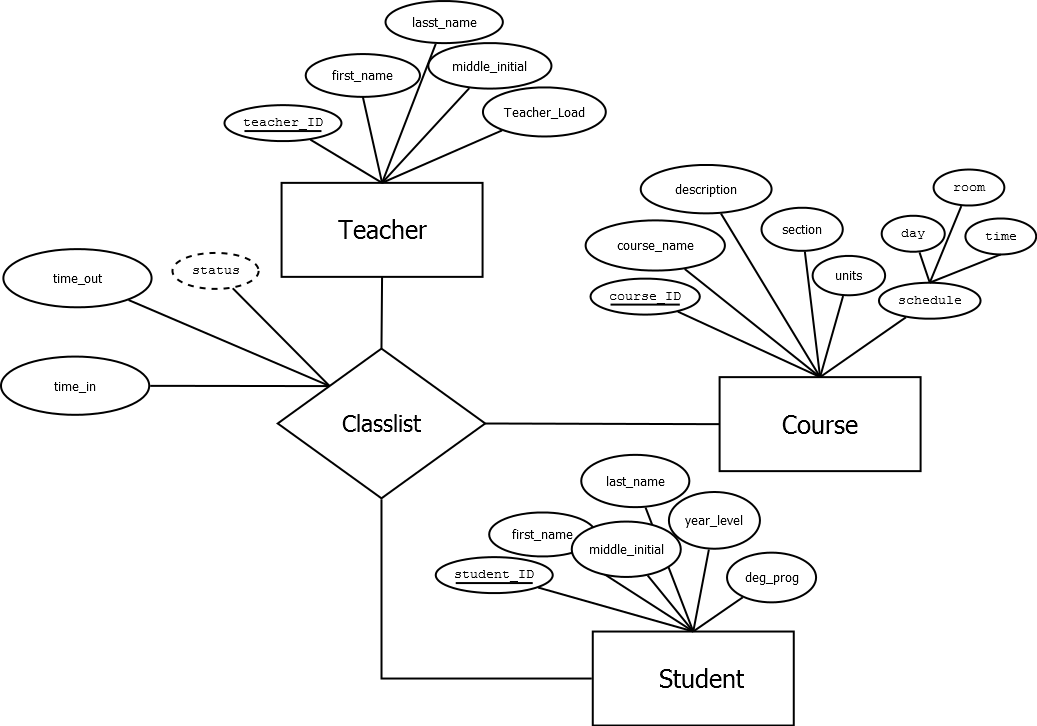 lasst_name
first_name
middle_initial
teacher_ID
Teacher_Load
Teacher
time_out
status
time_in
Classlist
description
room
course_name
section
day
time
units
course_ID
schedule
Course
last_name
first_name
middle_initial
year_level
student_ID
deg_prog
Student